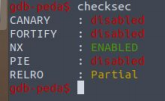 gdb-peda$ checksec
CANARY : disabled
FORTIFY : disabled
NX : ENABLED
PIE : disabled
RELRO : Partial
gdb-peda$